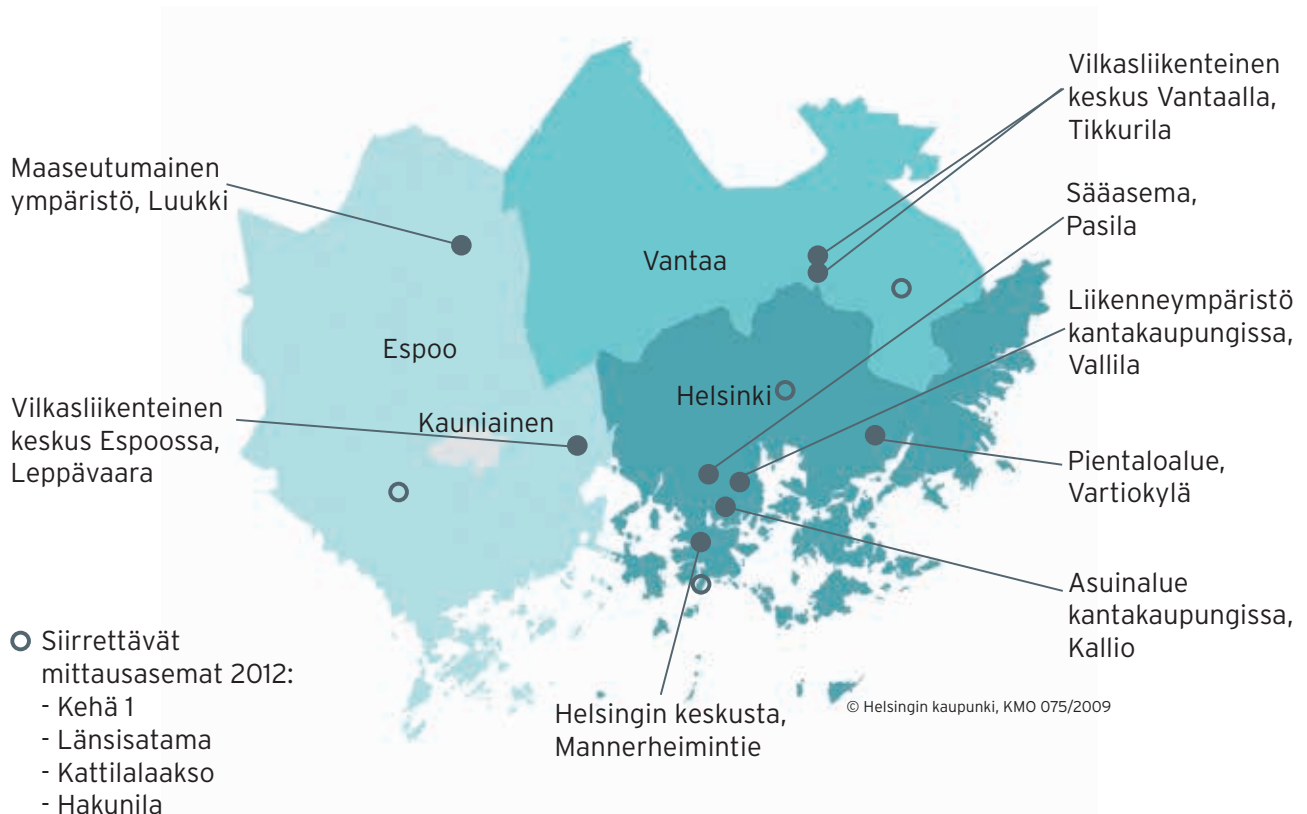 Vilkasliikenteinen
keskus Vantaalla,
Tikkurila
Maaseutumainen
ympäristö, Luukki
Sääasema,
Pasila
Vantaa
Liikenneympäristö
kantakaupungissa,
Vallila
Espoo
Helsinki
Vilkasliikenteinen
keskus Espoossa,
Leppävaara
Kauniainen
Pientaloalue,
Vartiokylä
Asuinalue
kantakaupungissa,
Kallio
Siirrettävät
mittausasemat 2012:
- Kehä 1
- Länsisatama
- Kattilalaakso
- Hakunila
Helsingin keskusta,
Mannerheimintie
© Helsingin kaupunki, KMO 075/2009